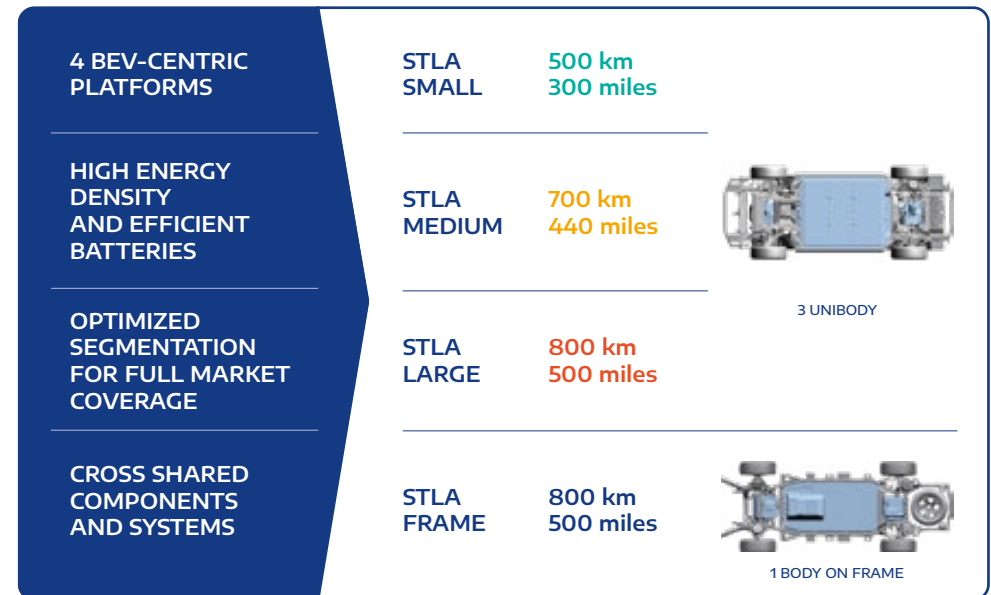 4 BEV-CENTRIC
PLATFORMS
HIGH ENERGY
DENSITY
AND EFFICIENT
BATTERIES
OPTIMIZED
SEGMENTATION
FOR FULL MARKET
COVERAGE
CROSS SHARED
COMPONENTS
AND SYSTEMS
STLA
SMALL
500 km
300 miles
STLA
MEDIUM
700 km
440 miles
STLA
LARGE
800 km
500 miles
3 UNIBODY
STLA
FRAME
800 km
500 miles
1 BODY ON FRAME